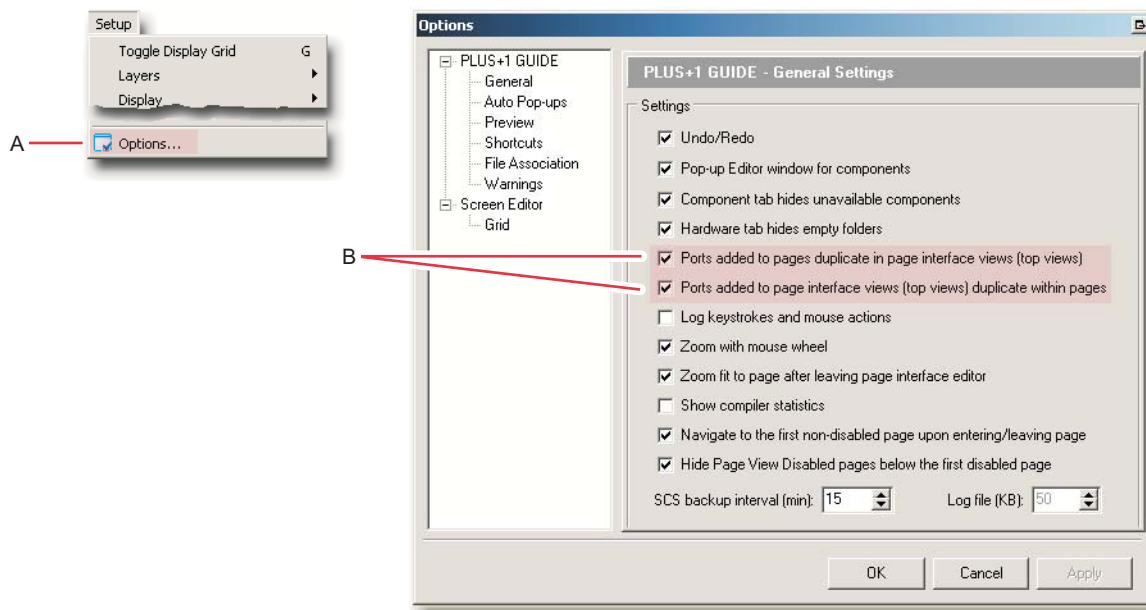 Setup
Toggle Display Grid G
Layers
Display
A
Options...
Options
PLUS+1 GUIDE
General
Auto Pop-ups
Preview
Shortcuts
File Association
Warnings
Screen Editor
Grid
PLUS+1 GUIDE - General Settings
Settings
Undo/Redo
Pop-up Editor window for components
Component tab hides unavailable components
Hardware tab hides empty folders
B
Ports added to pages duplicate in page interface views (top views)
Ports added to page interface views (top views) duplicate within pages
Log keystrokes and mouse actions
Zoom with mouse wheel
Zoom fit to page after leaving page interface editor
Show compiler statistics
Navigate to the first non-disabled page upon entering/leaving page
Hide Page View Disabled pages below the first disabled page
SCS backup interval (min): 15 Log file (KB): 50
OK Cancel Apply